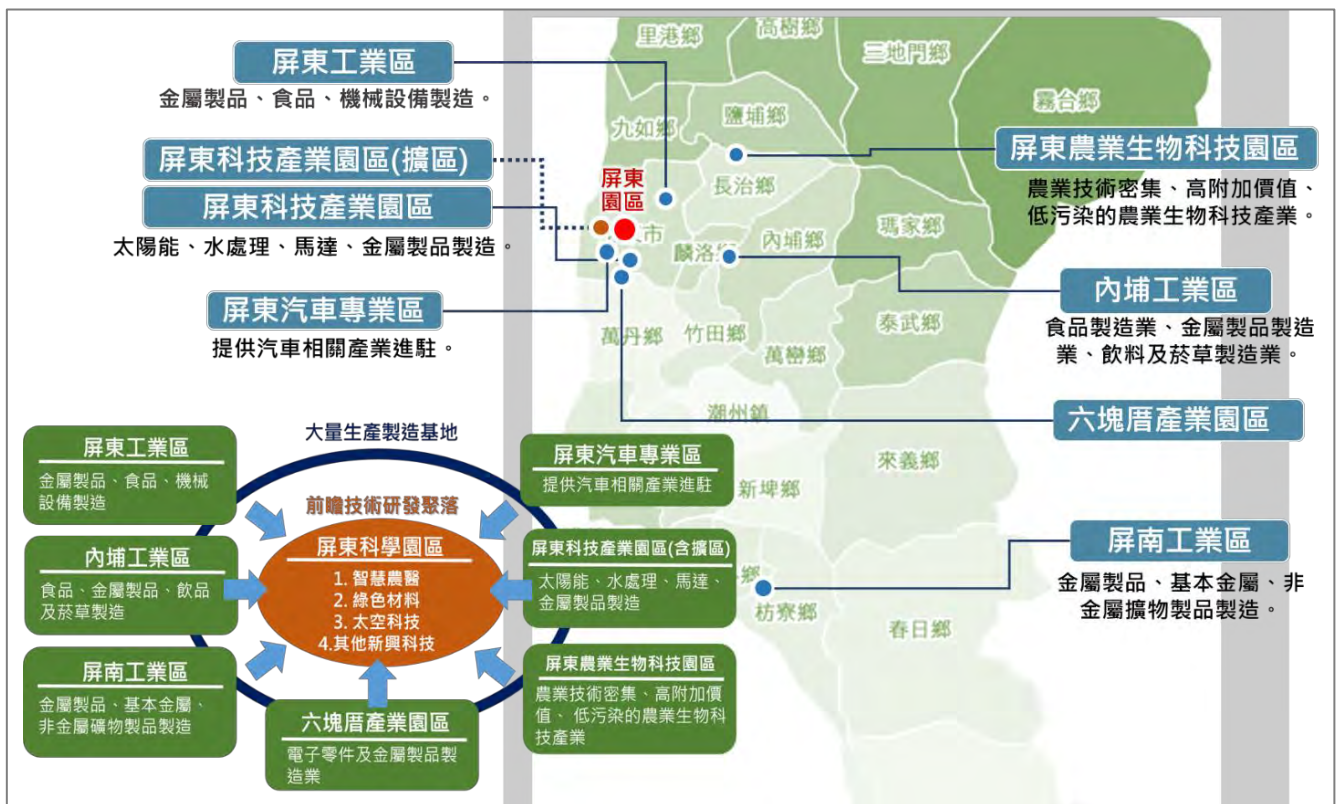 里港鄉
高樹鄉
三地門鄉
霧台鄉
九如鄉
鹽埔鄉
長治鄉
瑪家鄉
麟洛鄉
內埔鄉
萬丹鄉
竹田鄉
萬巒鄉
泰武鄉
潮州鎮
來義鄉
新埤鄉
枋寮鄉
春日鄉
屏東
園區
市
鄉
屏東工業區
金屬製品、食品、機械設備製造。
屏東科技產業園區(擴區)
屏東科技產業園區
太陽能、水處理、馬達、金屬製品製造。
屏東汽車專業區
提供汽車相關產業進駐。
屏東農業生物科技園區
農業技術密集、高附加價值、
低污染的農業生物科技產業。
內埔工業區
食品製造業、金屬製品製造
業、飲料及菸草製造業。
六塊厝產業園區
屏南工業區
金屬製品、基本金屬、非
金屬擴物製品製造。
大量生產製造基地
前瞻技術研發聚落
屏東科學園區
1. 智慧農醫
2. 綠色材料
3. 太空科技
4.其他新興科技
屏東工業區
金屬製品、食品、機械
設備製造
內埔工業區
食品、金屬製品、飲品
及菸草製造
屏南工業區
金屬製品、基本金屬、
非金屬礦物製品製造
六塊厝產業園區
電子零件及金屬製品製
造業
屏東汽車專業區
提供汽車相關產業進駐
屏東科技產業園區(含擴區)
太陽能、水處理、馬達、
金屬製品製造
屏東農業生物科技園區
農業技術密集、高附加價
值、 低污染的農業生物科
技產業